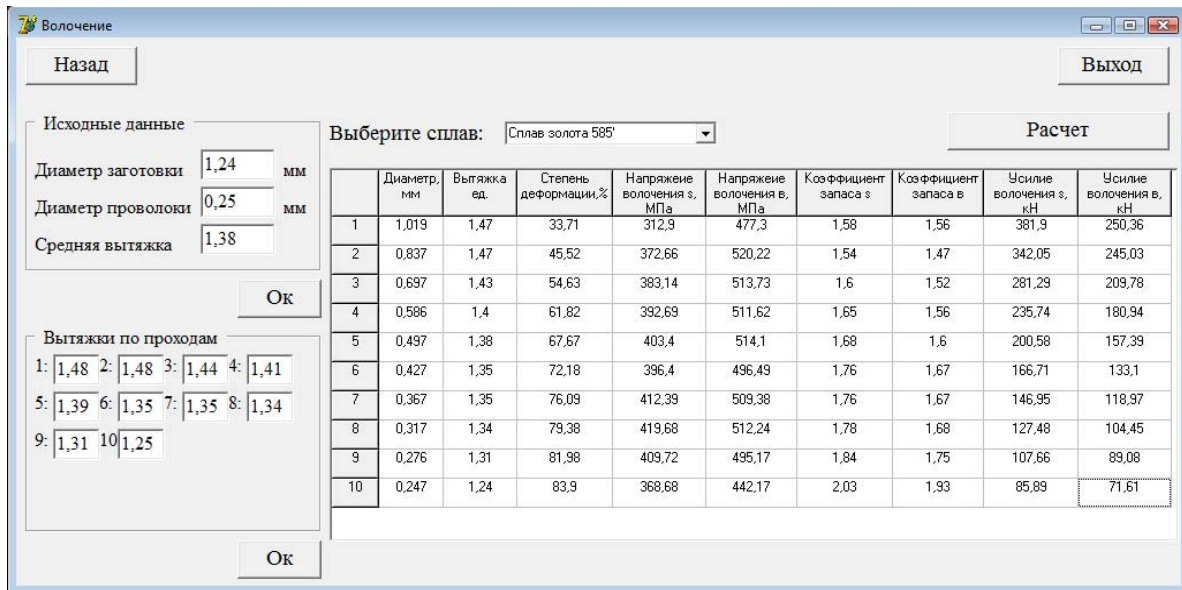 Волочение
Назад
Выход
Исходные данные
Диаметр заготовки 1,24 мм
Диаметр проволоки 0,25 мм
Средняя вытяжка 1,38
Ок
Выберите сплав: Сплав золота 585'
Расчет
Вытяжки по проходам
1: 1,48 2: 1,48 3: 1,44 4: 1,41
5: 1,39 6: 1,35 7: 1,35 8: 1,34
9: 1,31 10 1,25
Ок
Диаметр, мм Вытяжка ед. Степень деформации,% Напряжеие волочения s, МПа Напряжеие волочения в, МПа Коэффициент запаса s Коэффициент запаса в Усилие волочения s, кН Усилие волочения в, кН
1 1,019 1,47 33,71 312,9 477,3 1,58 1,56 381,9 250,36
2 0,837 1,47 45,52 372,66 520,22 1,54 1,47 342,05 245,03
3 0,697 1,43 54,63 383,14 513,73 1,6 1,52 281,29 209,78
4 0,586 1,4 61,82 392,69 511,62 1,65 1,56 235,74 180,94
5 0,497 1,38 67,67 403,4 514,1 1,68 1,6 200,58 157,39
6 0,427 1,35 72,18 396,4 496,49 1,76 1,67 166,71 133,1
7 0,367 1,35 76,09 412,39 509,38 1,76 1,67 146,95 118,97
8 0,317 1,34 79,38 419,68 512,24 1,78 1,68 127,48 104,45
9 0,276 1,31 81,98 409,72 495,17 1,84 1,75 107,66 89,08
10 0,247 1,24 83,9 368,68 442,17 2,03 1,93 85,89 71,61